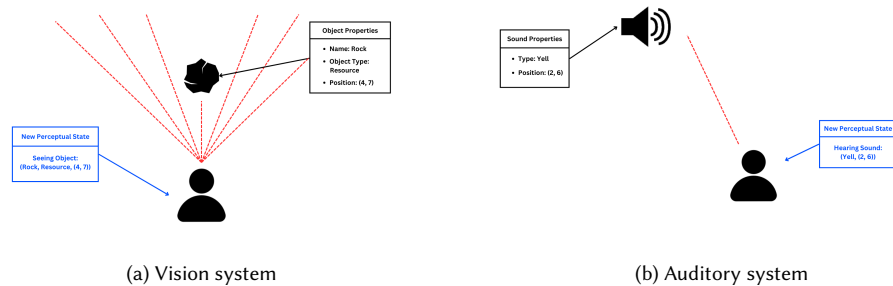 Object Properties
• Name: Rock
• Object Type:
Resource
• Position: (4, 7)
New Perceptual State
Seeing Object:
(Rock, Resource, (4, 7))
(a) Vision system
Sound Properties
• Type: Yell
• Position: (2, 6)
New Perceptual State
Hearing Sound:
(Yell, (2, 6))
(b) Auditory system